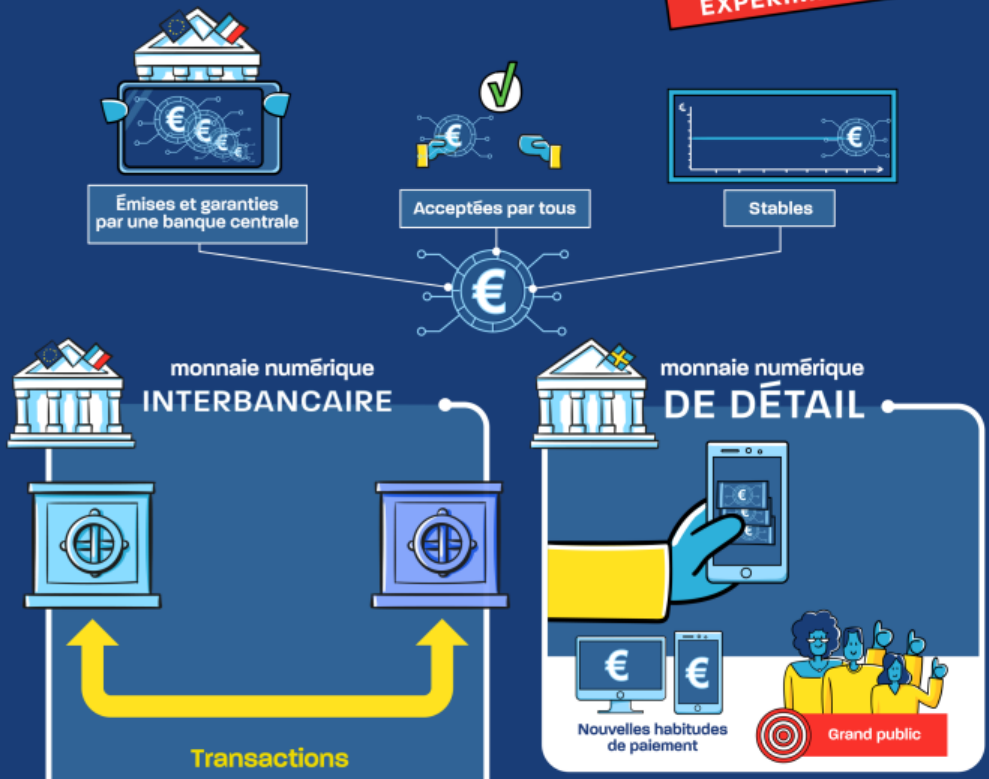 Émises et garanties
par une banque centrale
Acceptées par tous
€
Stables
€
monnaie numérique
INTERBANCAIRE
monnaie numérique
DE DÉTAIL
€
€
Nouvelles habitudes
de paiement
Grand public
Transactions